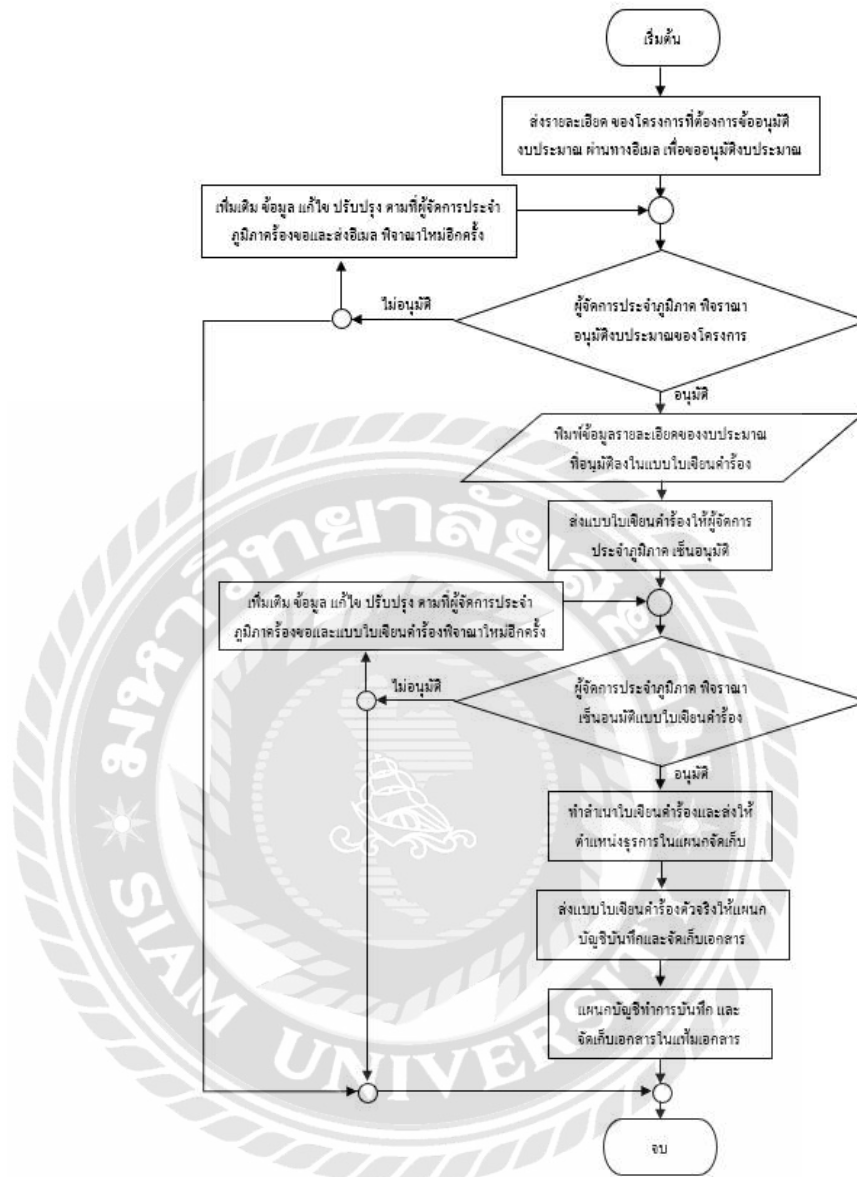 เริ่มต้น
ส่งรายละเอียด ของโครงการที่ต้องการข้ออนุมัติ
งบประมาณ ผ่านทางอีเมล เพื่อขออนุมัติงบประมาณ
เพิ่มเติม ข้อมูล แก้ไข ปรับปรุง ตามที่ผู้จัดการประจำ
ภูมิภาคร้องขอและส่งอีเมล พิจาณาใหม่อีกครั้ง
ไม่อนุมัติ
ผู้จัดการประจำภูมิภาค พิจราณา
อนุมัติงบประมาณของโครงการ
อนุมัติ
พิมพ์ข้อมูลรายละเอียดของงบประมาณ
ที่อนุมัติลงในแบบใบเขียนคำร้อง
ส่งแบบใบเขียนคำร้องให้ผู้จัดการ
ประจำภูมิภาค เซ็นอนุมัติ
เพิ่มเติม ข้อมูล แก้ไข ปรับปรุง ตามที่ผู้จัดการประจำ
ภูมิภาคร้องขอและแบบใบเขียนคำร้องพิจาณาใหม่อีกครั้ง
ไม่อนุมัติ
ผู้จัดการประจำภูมิภาค พิจราณา
เซ็นอนมัติแบบใบเขียนคำร้อง
อนุมัติ
ทำสำเนาใบเขียนคำร้องและส่งให้
ตำแหน่งธุรการในแผนกจัดเก็บ
ส่งแบบใบเขียนคำร้องตัวจริงให้แผนก
บัญชีบันทึกและจัดเก็บเอกสาร
แผนกบัญชีทำการบันทึก และ
จัดเก็บเอกสารในแฟ้มเอกสาร
จบ
มหาวิทยาลัยสยาม
SIAM UNIVERSITY